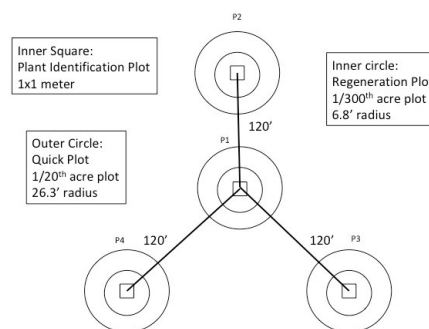 P2
Inner Square:
Plant Identification Plot
1x1 meter
Inner circle:
Regeneration Plot
1/300th acre plot
6.8' radius
120'
P1
Outer Circle:
Quick Plot
1/20th acre plot
26.3' radius
P4
120'
120'
P3